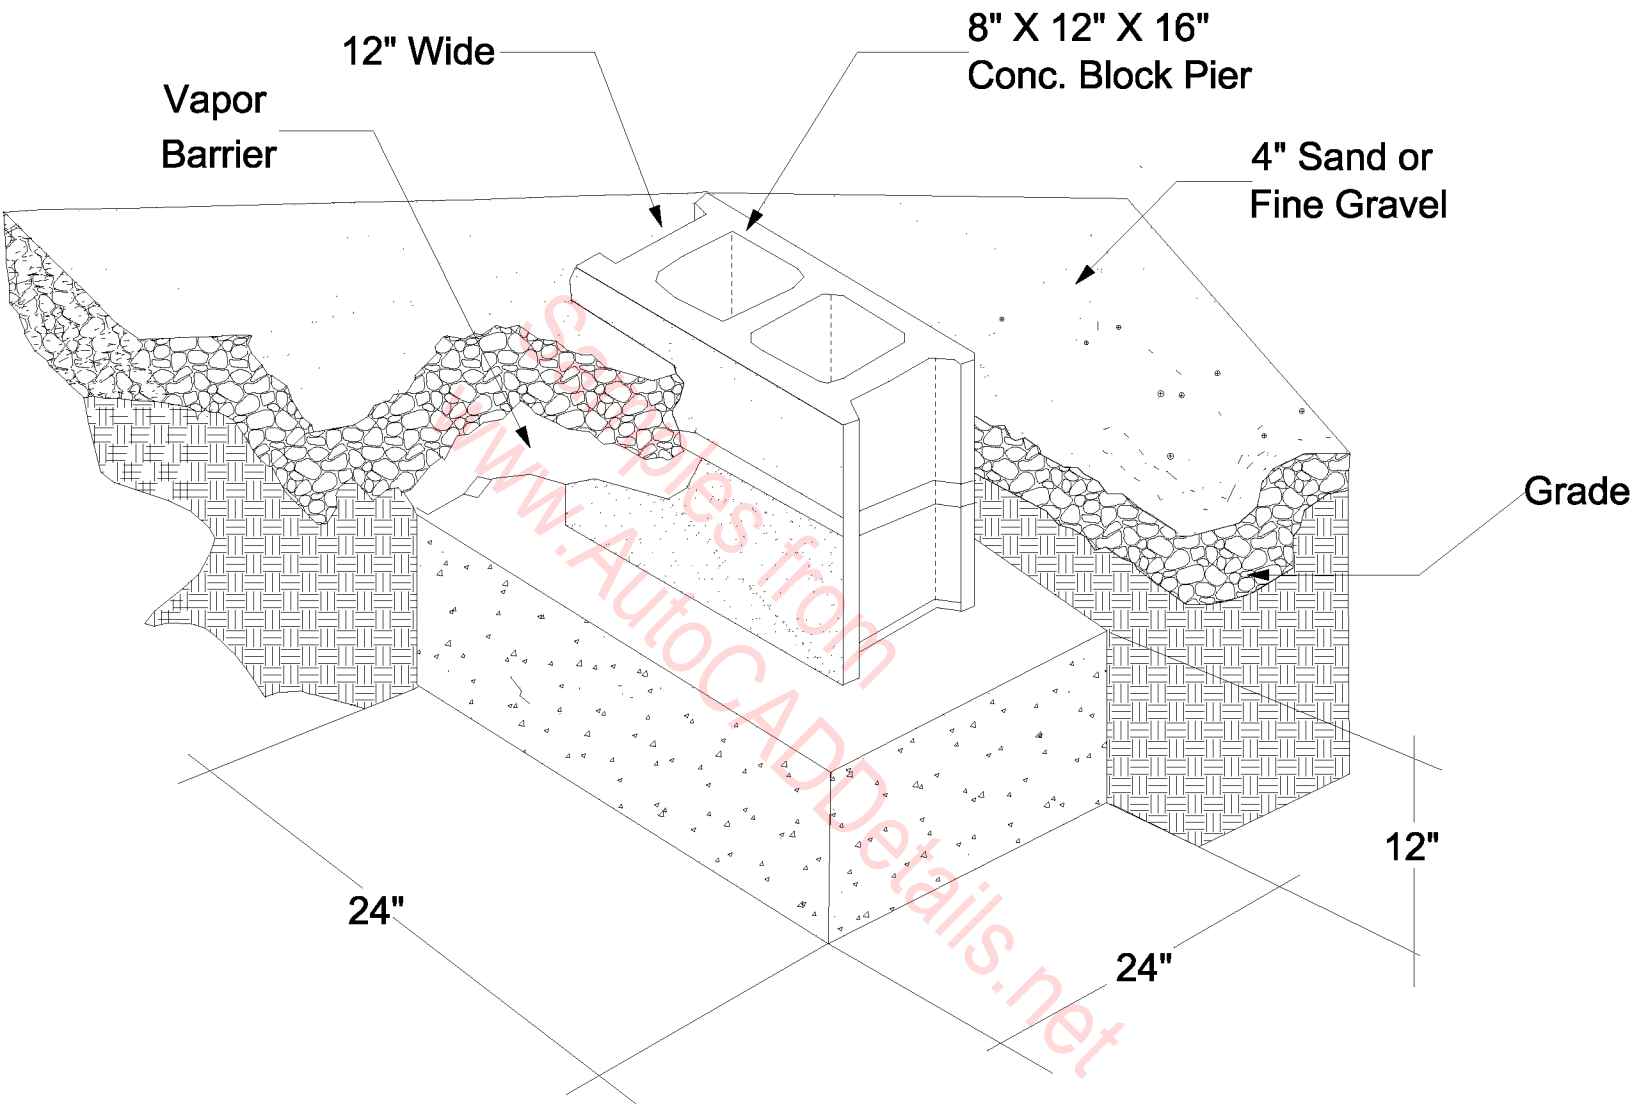 8" X 12" X 16"
12" Wide
Conc. Block Pier
Vapor
Barrier
4" Sand or
Fine Gravel
Grade
Samples from
www.AutoCADDetails.net
12"
24"
24"